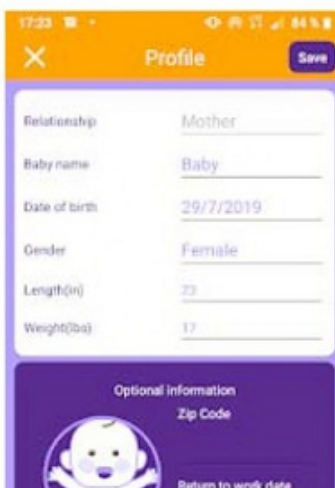 17:23 84%
Profile
Save
Relationship Mother
Baby name Baby
Date of birth 29/7/2019
Gender Female
Length(in) 23
Weight(lbs) 17
Optional information
Zip Code
Return to work date